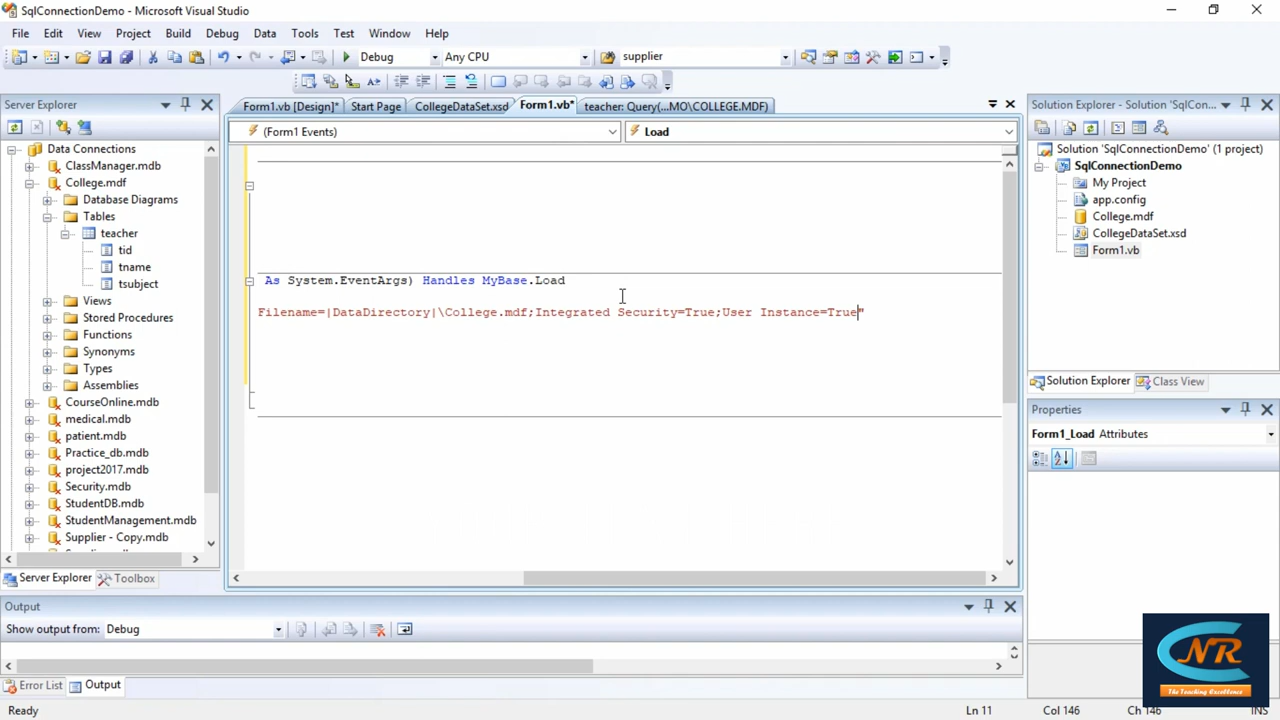 SqlConnectionDemo - Microsoft Visual Studio
File Edit View Project Build Debug Data Tools Test Window Help
Debug Any CPU supplier
Server Explorer
Form1.vb [Design]* Start Page CollegeDataSet.xsd Form1.vb* teacher: Query(...MO\COLLEGE.MDF)
Solution Explorer - Solution 'SqlCon...
(Form1 Events) Load
Data Connections
ClassManager.mdb
College.mdf
Database Diagrams
Tables
teacher
tid
tname
tsubject
Views
Stored Procedures
Functions
Synonyms
Types
Assemblies
CourseOnline.mdb
medical.mdb
patient.mdb
Practice_db.mdb
project2017.mdb
Security.mdb
StudentDB.mdb
StudentManagement.mdb
Supplier - Copy.mdb
Server Explorer Toolbox
As System.EventArgs) Handles MyBase.Load
Filename=|DataDirectory|\College.mdf;Integrated Security=True;User Instance=True"
Solution 'SqlConnectionDemo' (1 project)
SqlConnectionDemo
My Project
app.config
College.mdf
CollegeDataSet.xsd
Form1.vb
Solution Explorer Class View
Properties
Form1_Load Attributes
Output
Show output from: Debug
Error List Output
Ready Ln 11 Col 146 Ch 146 INS
NR
The Teaching Excellence